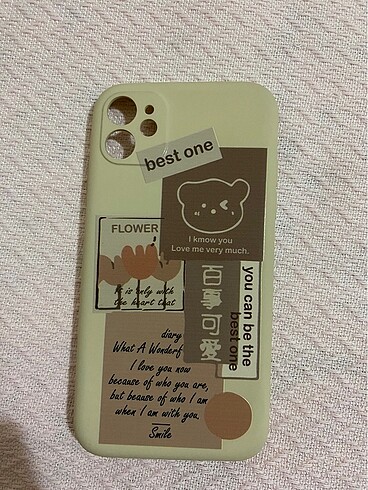 best one
I kmow you
Love me very much.
FLOWER
It is only with
the heart that
百事可爱
you can be the
best one
diary
What A Wonderf
I love you now
because of who you are,
but beause of who I am
when I am with you.
Smile